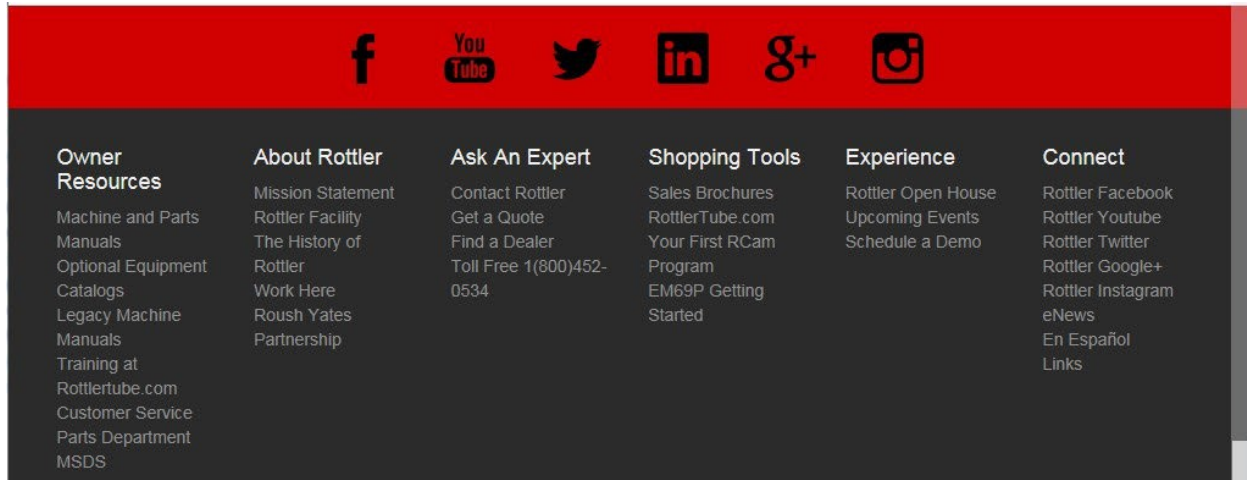 f
You
Tube
in
g+
Owner
Resources
Machine and Parts
Manuals
Optional Equipment
Catalogs
Legacy Machine
Manuals
Training at
Rottlertube.com
Customer Service
Parts Department
MSDS
About Rottler
Mission Statement
Rottler Facility
The History of
Rottler
Work Here
Roush Yates
Partnership
Ask An Expert
Contact Rottler
Get a Quote
Find a Dealer
Toll Free 1(800)452-
0534
Shopping Tools
Sales Brochures
RottlerTube.com
Your First RCam
Program
EM69P Getting
Started
Experience
Rottler Open House
Upcoming Events
Schedule a Demo
Connect
Rottler Facebook
Rottler Youtube
Rottler Twitter
Rottler Google+
Rottler Instagram
eNews
En Español
Links